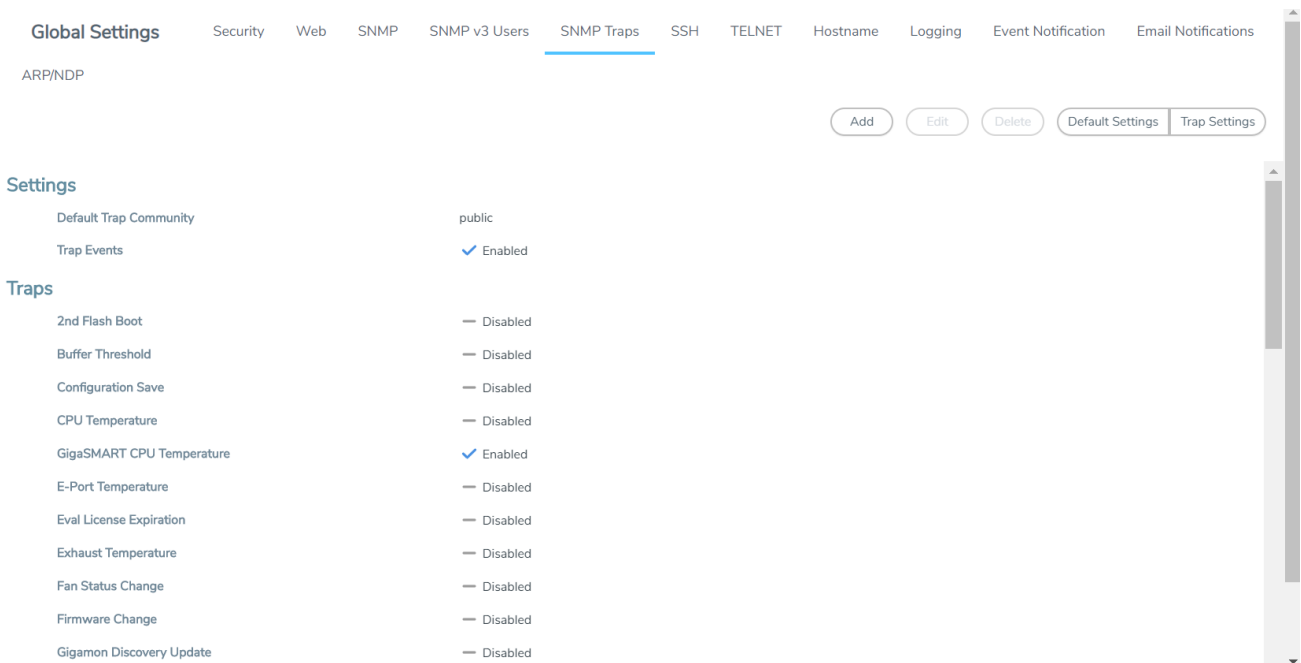 Global Settings Security Web SNMP SNMP v3 Users SNMP Traps SSH TELNET Hostname Logging Event Notification Email Notifications
ARP/NDP
Add Edit Delete Default Settings Trap Settings
Settings
Default Trap Community public
Trap Events Enabled
Traps
2nd Flash Boot Disabled
Buffer Threshold Disabled
Configuration Save Disabled
CPU Temperature Disabled
GigaSMART CPU Temperature Enabled
E-Port Temperature Disabled
Eval License Expiration Disabled
Exhaust Temperature Disabled
Fan Status Change Disabled
Firmware Change Disabled
Gigamon Discovery Update Disabled